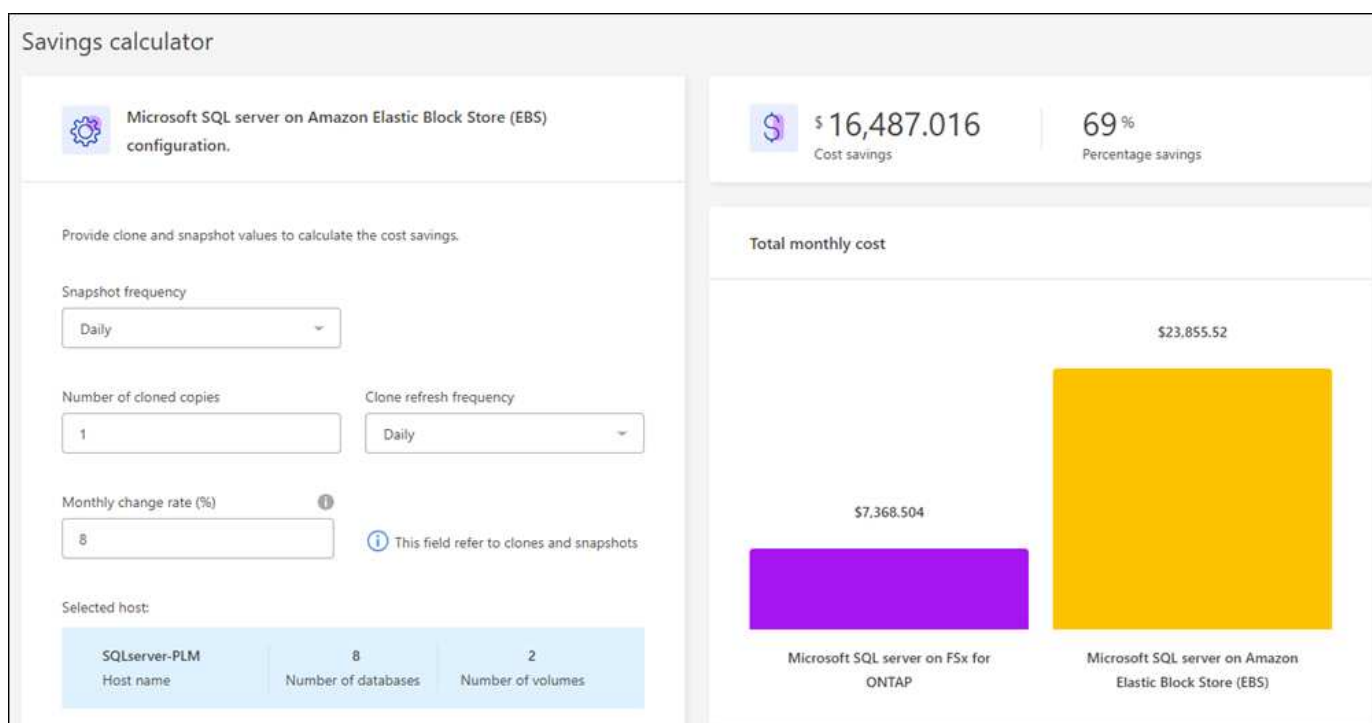 Savings calculator
Microsoft SQL server on Amazon Elastic Block Store (EBS)
configuration.
Provide clone and snapshot values to calculate the cost savings.
Snapshot frequency
Daily
Number of cloned copies
Clone refresh frequency
1
Daily
Monthly change rate (%)
8
This field refer to clones and snapshots
Selected host:
SQLserver-PLM
8
2
Host name
Number of databases
Number of volumes
$ 16,487.016
69 %
Cost savings
Percentage savings
Total monthly cost
$23,855.52
$7,368.504
Microsoft SQL server on FSx for
ONTAP
Microsoft SQL server on Amazon
Elastic Block Store (EBS)